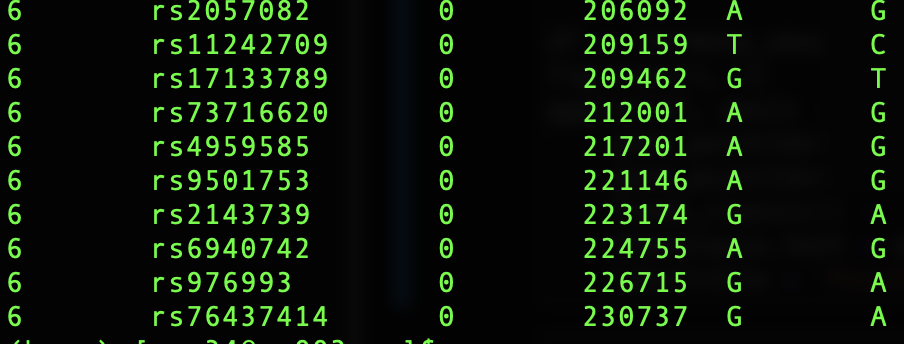 6 rs2057082 0 206092 A G
6 rs11242709 0 209159 T C
6 rs17133789 0 209462 G T
6 rs73716620 0 212001 A G
6 rs4959585 0 217201 A G
6 rs9501753 0 221146 A G
6 rs2143739 0 223174 G A
6 rs6940742 0 224755 A G
6 rs976993 0 226715 G A
6 rs76437414 0 230737 G A